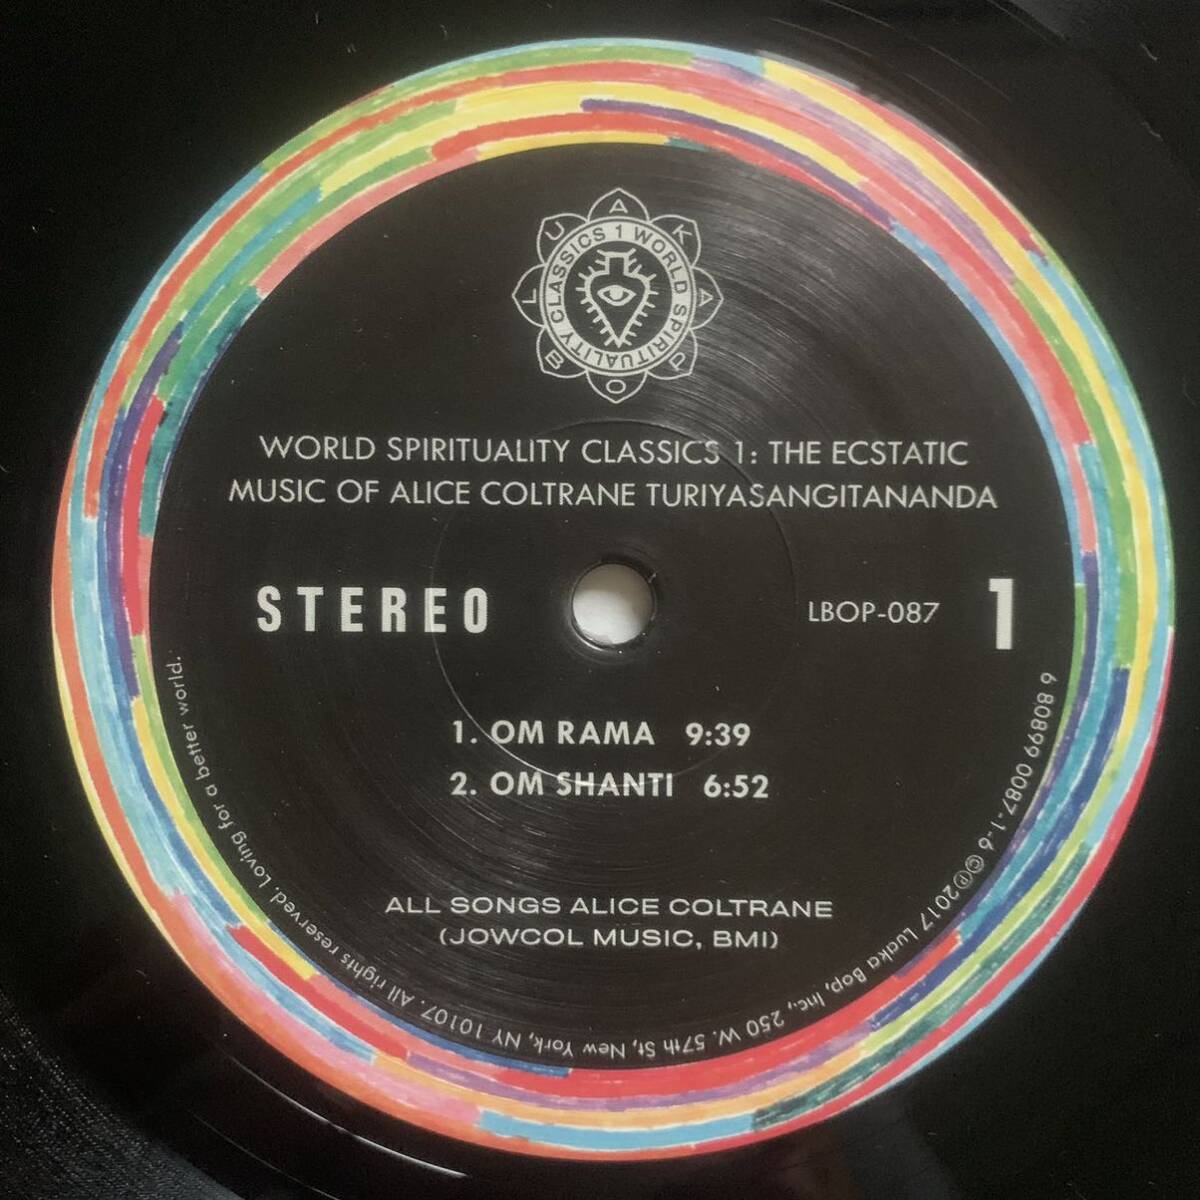 LUAKA BOP
CLASSICS 1 WORLD SPIRITUALITY
WORLD SPIRITUALITY CLASSICS 1: THE ECSTATIC
MUSIC OF ALICE COLTRANE TURIYASANGITANANDA
STEREO
LBOP-087
1
1. OM RAMA 9:39
2. OM SHANTI 6:52
ALL SONGS ALICE COLTRANE
(JOWCOL MUSIC, BMI)
6 80899 0087-1-6 ©℗2017 Luaka Bop, Inc., 250 W. 57th St, New York, NY 10107. All rights reserved. Loving for a better world.